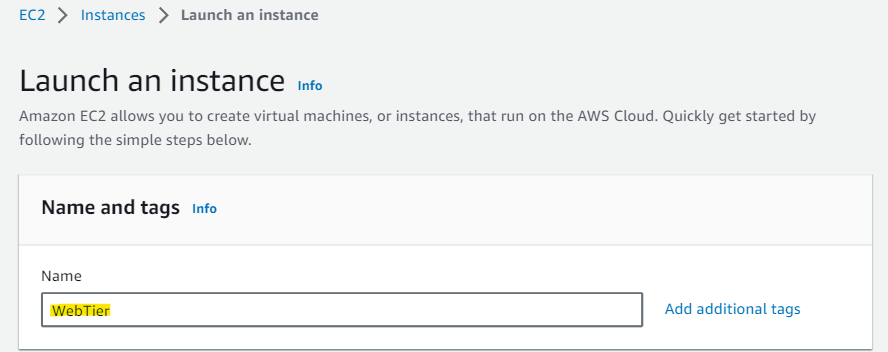 EC2 > Instances > Launch an instance
Launch an instance Info
Amazon EC2 allows you to create virtual machines, or instances, that run on the AWS Cloud. Quickly get started by
following the simple steps below.
Name and tags Info
Name
WebTier Add additional tags